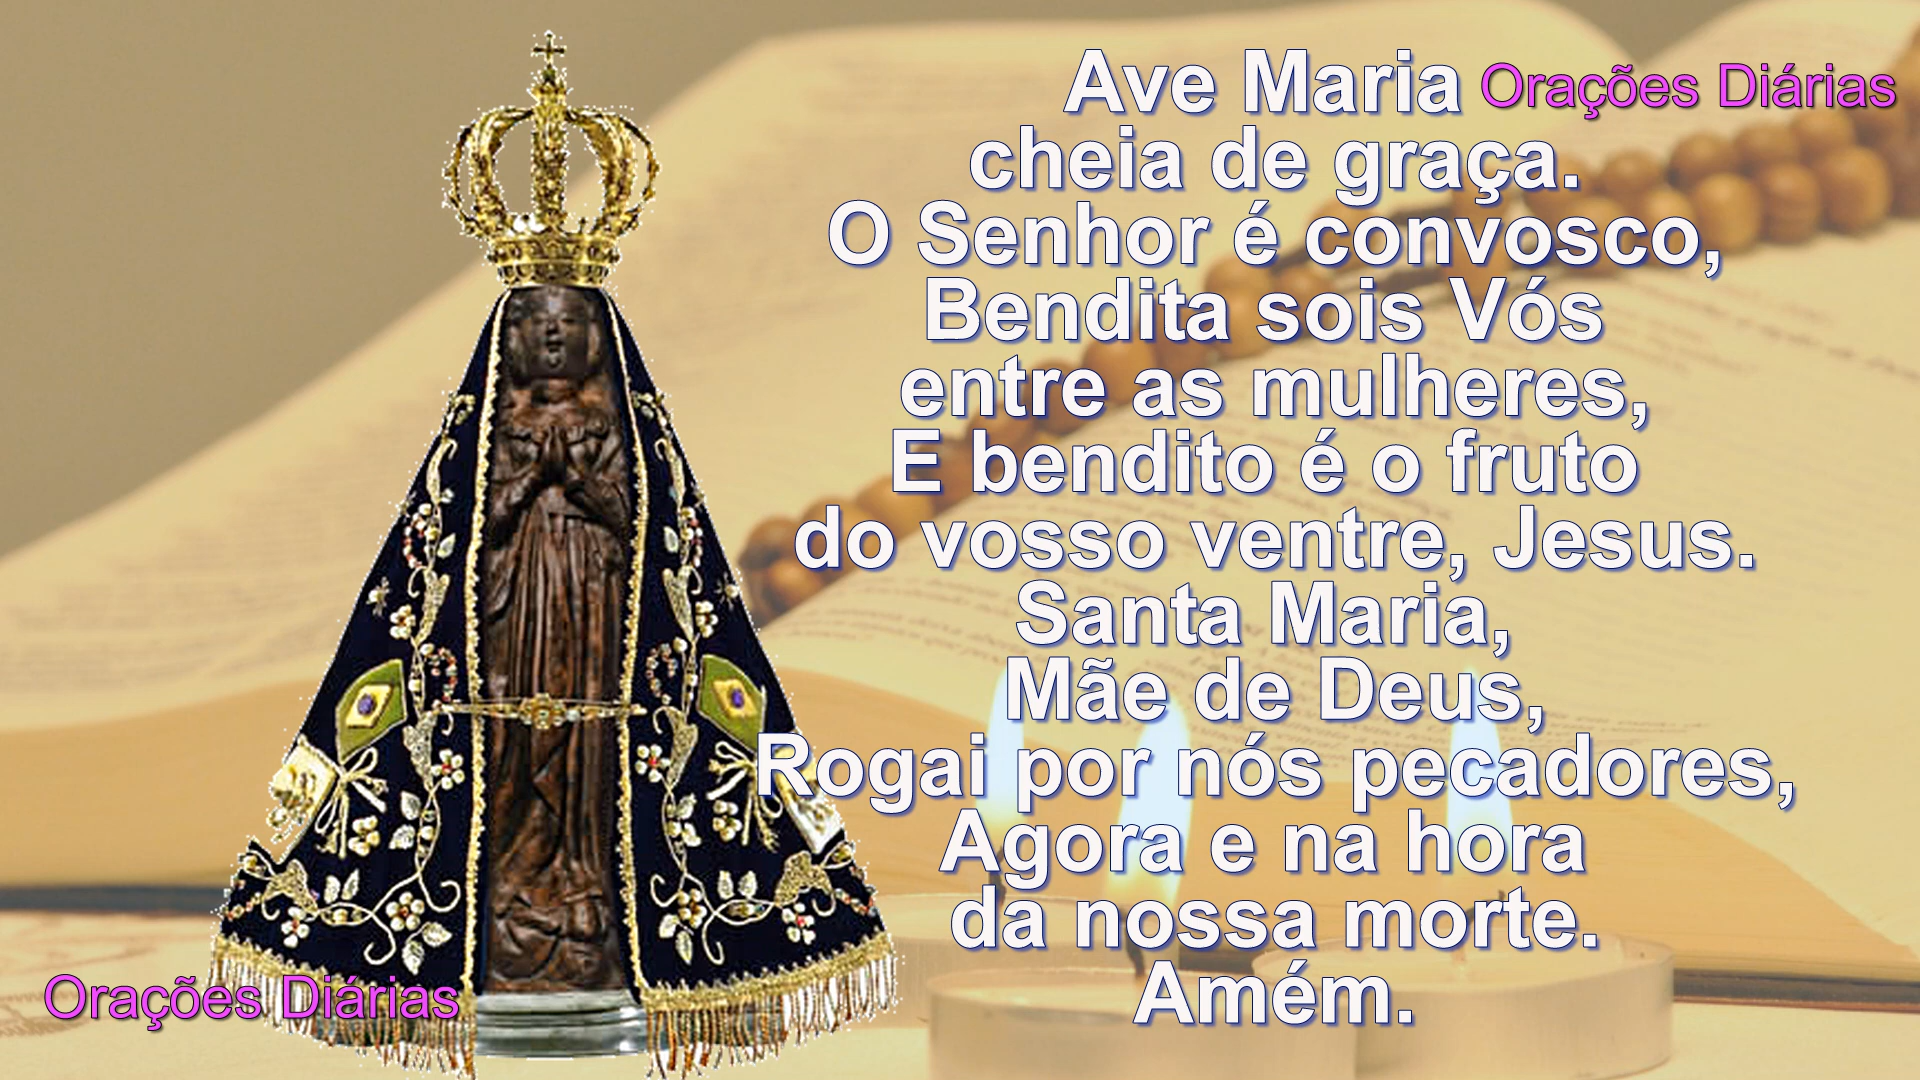 Ave Maria
Orações Diárias
cheia de graça.
O Senhor é convosco,
Bendita sois Vós
entre as mulheres,
E bendito é o fruto
do vosso ventre, Jesus.
Santa Maria,
Mãe de Deus,
Rogai por nós pecadores,
Agora e na hora
da nossa morte.
Amém.
Orações Diárias